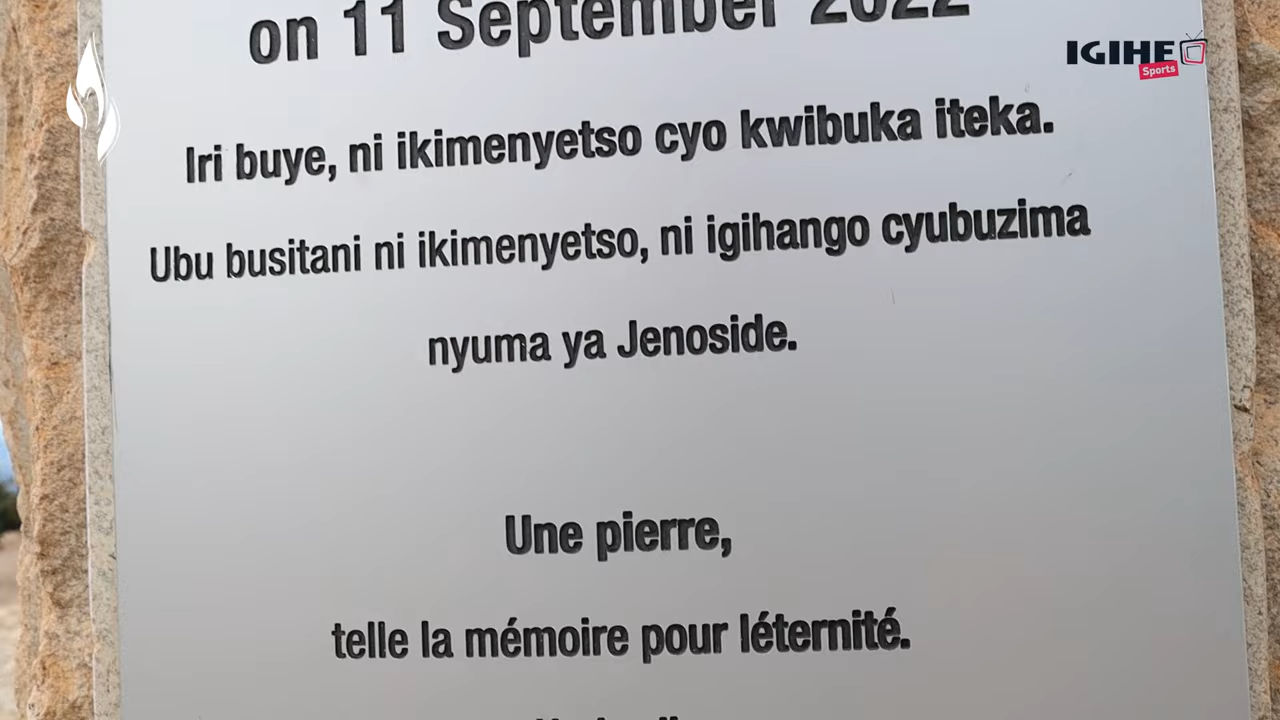 on 11 September 2022
IGIHE
Sports
Iri buye, ni ikimenyetso cyo kwibuka iteka.
Ubu busitani ni ikimenyetso, ni igihango cyubuzima
nyuma ya Jenoside.
Une pierre,
telle la mémoire pour léternité.